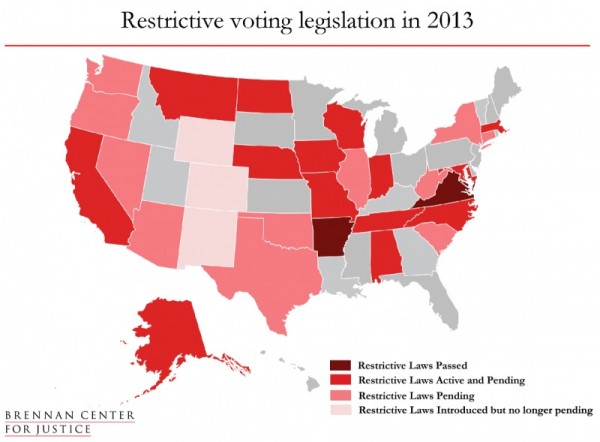 Restrictive voting legislation in 2013
Restrictive Laws Passed
Restrictive Laws Active and Pending
Restrictive Laws Pending
Restrictive Laws Introduced but no longer pending
BRENNAN CENTER
FOR JUSTICE